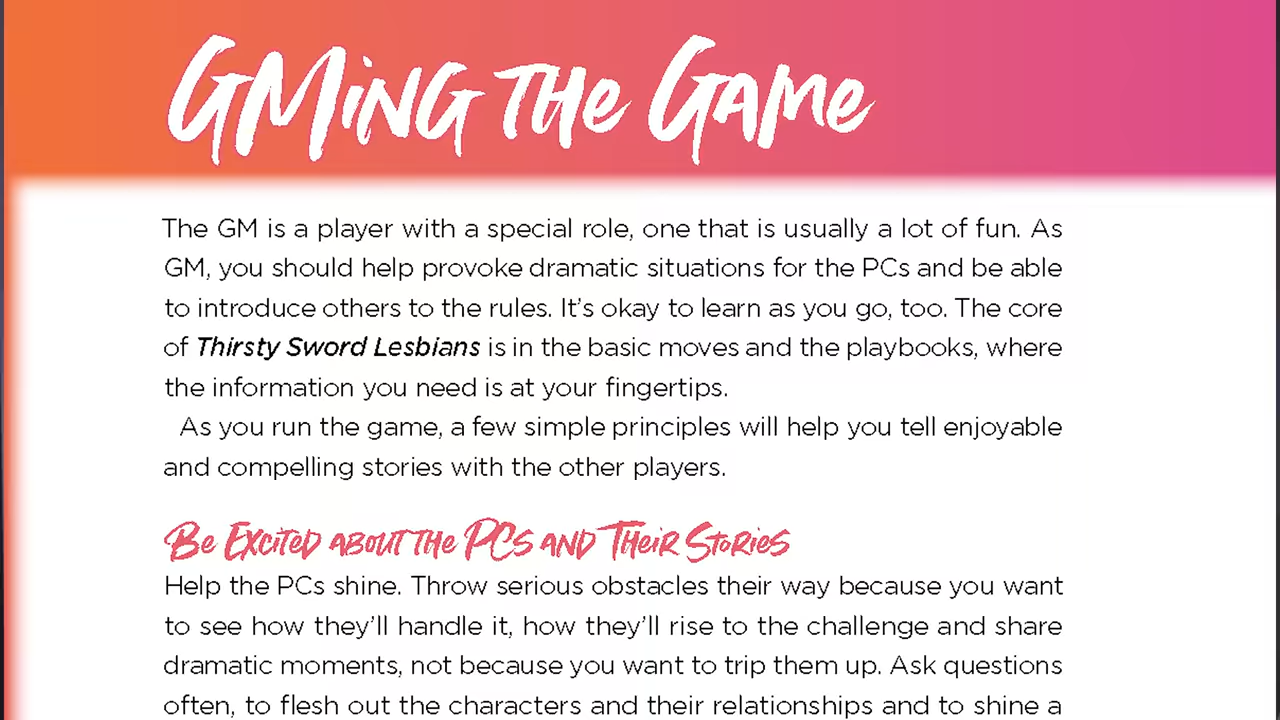 GMing the Game
The GM is a player with a special role, one that is usually a lot of fun. As
GM, you should help provoke dramatic situations for the PCs and be able
to introduce others to the rules. It’s okay to learn as you go, too. The core
of Thirsty Sword Lesbians is in the basic moves and the playbooks, where
the information you need is at your fingertips.
As you run the game, a few simple principles will help you tell enjoyable
and compelling stories with the other players.
Be Excited about the PCs and Their Stories
Help the PCs shine. Throw serious obstacles their way because you want
to see how they’ll handle it, how they’ll rise to the challenge and share
dramatic moments, not because you want to trip them up. Ask questions
often, to flesh out the characters and their relationships and to shine a